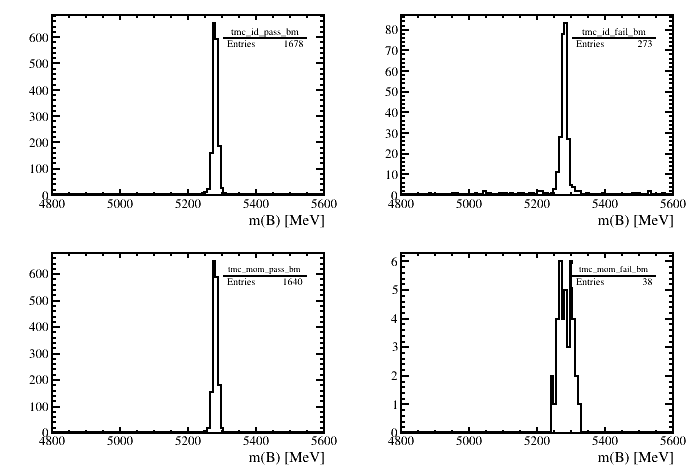 tmc_id_pass_bm
Entries 1678
600
500
400
300
200
100
0
4800 5000 5200 5400 5600
m(B) [MeV]
tmc_id_fail_bm
Entries 273
80
70
60
50
40
30
20
10
0
4800 5000 5200 5400 5600
m(B) [MeV]
tmc_mom_pass_bm
Entries 1640
600
500
400
300
200
100
0
4800 5000 5200 5400 5600
m(B) [MeV]
tmc_mom_fail_bm
Entries 38
6
5
4
3
2
1
0
4800 5000 5200 5400 5600
m(B) [MeV]